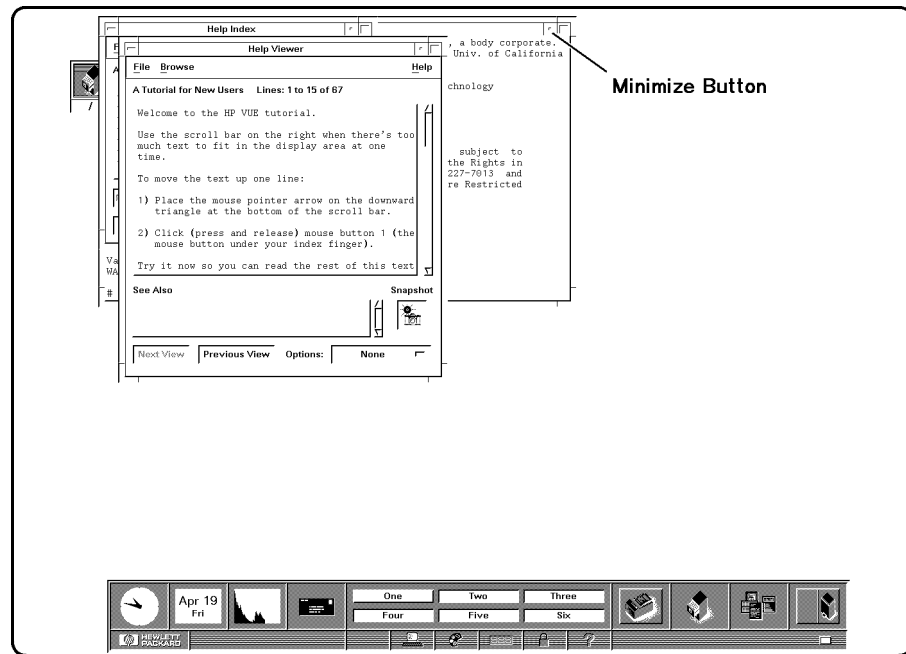 Help Index
Help Viewer
, a body corporate.
Univ. of California
File Browse Help
Minimize Button
A Tutorial for New Users Lines: 1 to 15 of 67
chnology
Welcome to the HP VUE tutorial.
Use the scroll bar on the right when there's too
much text to fit in the display area at one
time.
subject to
the Rights in
227-7013 and
re Restricted
To move the text up one line:
1) Place the mouse pointer arrow on the downward
triangle at the bottom of the scroll bar.
2) Click (press and release) mouse button 1 (the
mouse button under your index finger).
Try it now so you can read the rest of this text
/
Va
WA
#
See Also Snapshot
Next View Previous View Options: None
Apr 19
Fri
One Two Three
Four Five Six
HEWLETT
PACKARD